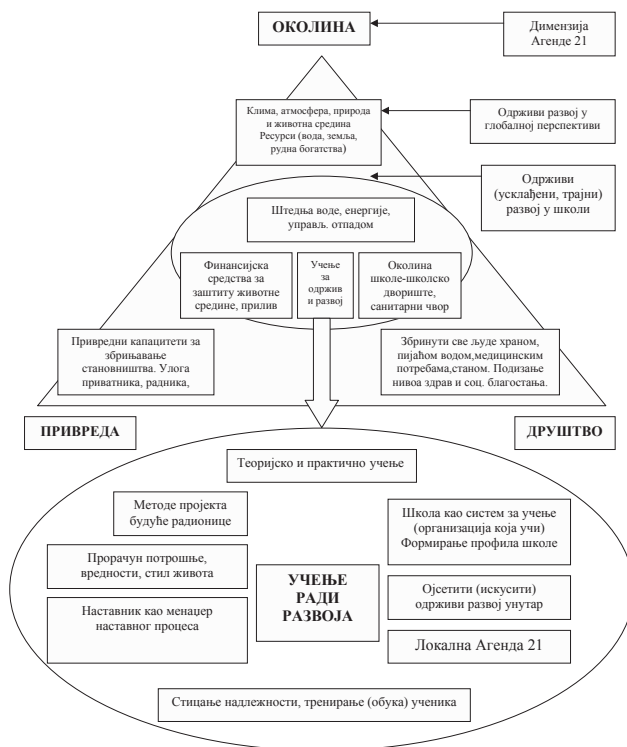 ОКОЛИНА
Димензија
Агенде 21
Клима, атмосфера, природа
и животна средина
Ресурси (вода, земља,
рудна богатства)
Одрживи развој у
глобалној перспективи
Одрживи
(усклађени, трајни)
развој у школи
Штедња воде, енергије,
управљ. отпадом
Финансијска
средства за
заштиту животне
средине, прилив
Учење
за
одржив
и развој
Околина
школе-школско
двориште,
санитарни чвор
Привредни капацитети за
збрињавање
становништва. Улога
приватника, радника,
Збринути све људе храном,
пијаћом водом,медицинским
потребама,станом. Подизање
нивоа здрав и соц. благостања.
ПРИВРЕДА
ДРУШТВО
Теоријско и практично учење
Методе пројекта
будуће радионице
Школа као систем за учење
(организација која учи)
Формирање профила школе
Прорачун потрошње,
вредности, стил живота
УЧЕЊЕ
РАДИ
РАЗВОЈА
Ојсетити (искусити)
одрживи развој унутар
Наставник као менаџер
наставног процеса
Локална Агенда 21
Стицање надлежности, тренирање (обука) ученика